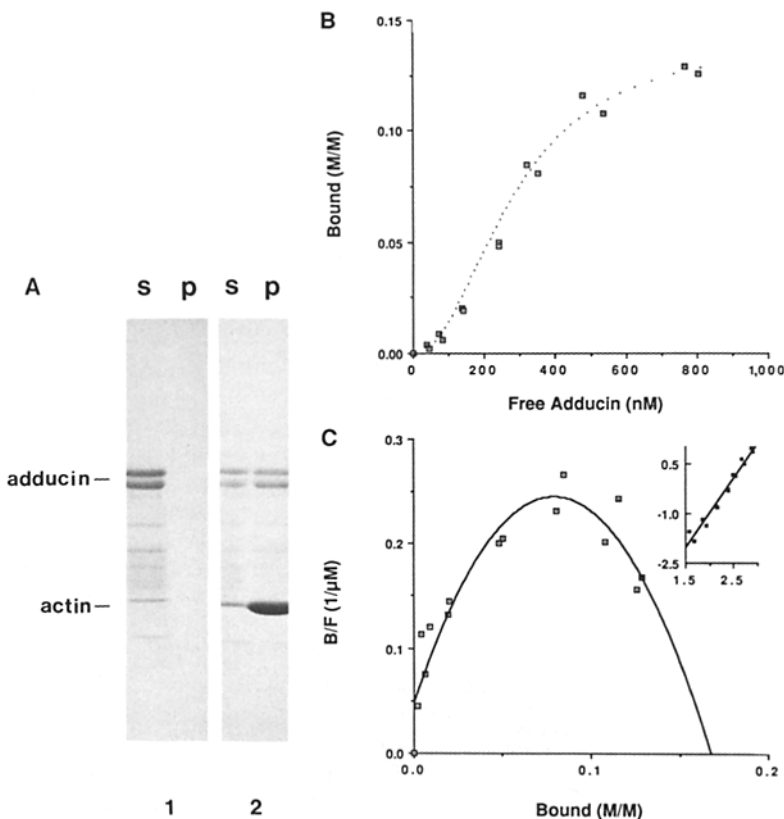 A
s p s p
adducin
actin
1 2
B
Bound (M/M)
0.15
0.10
0.05
0.00
0 200 400 600 800 1,000
Free Adducin (nM)
C
B/F (1/µM)
0.3
0.2
0.1
0.0
0.0 0.1 0.2
Bound (M/M)
0.5
-1.0
-2.5
1.5 2.5